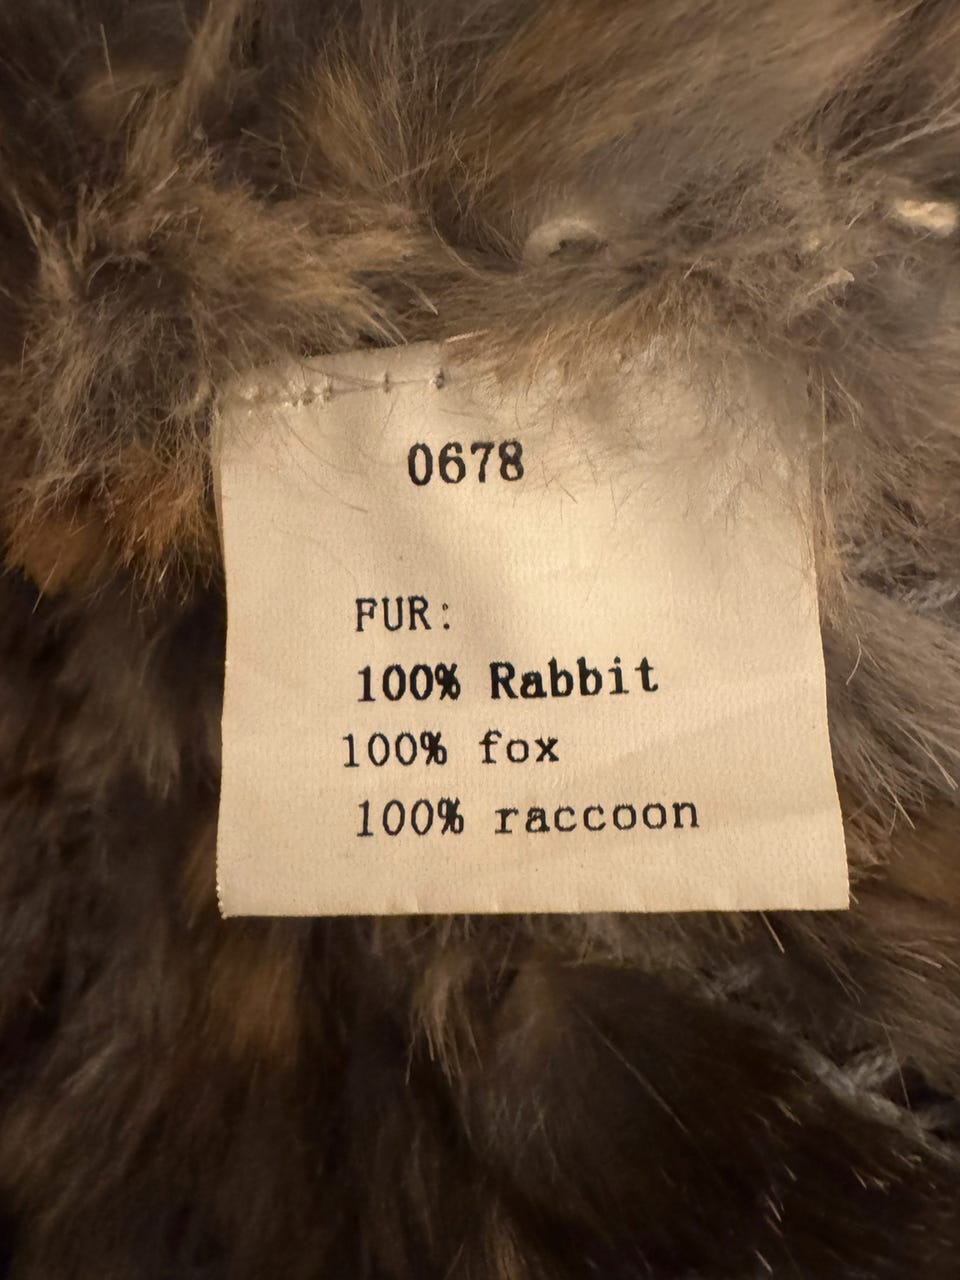 0678
FUR:
100% Rabbit
100% fox
100% raccoon